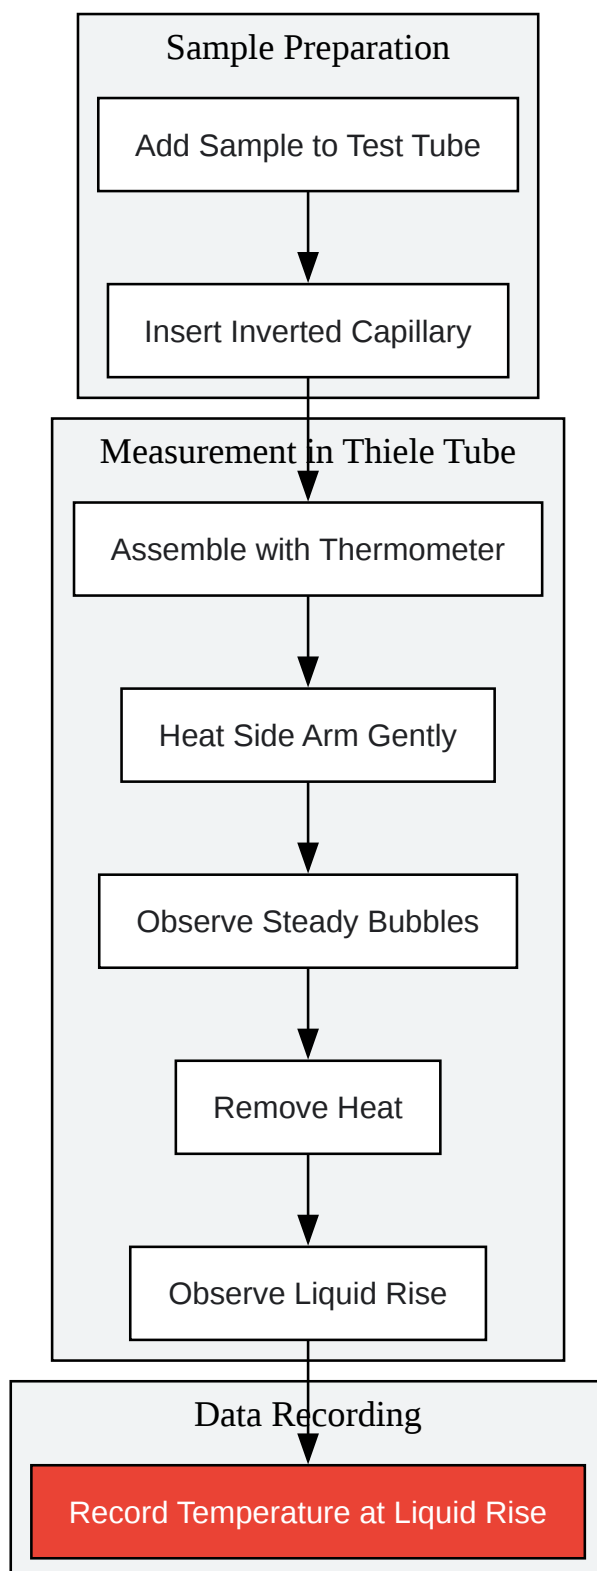 Sample Preparation
Add Sample to Test Tube
Insert Inverted Capillary
Measurement in Thiele Tube
Assemble with Thermometer
Heat Side Arm Gently
Observe Steady Bubbles
Remove Heat
Observe Liquid Rise
Data Recording
Record Temperature at Liquid Rise